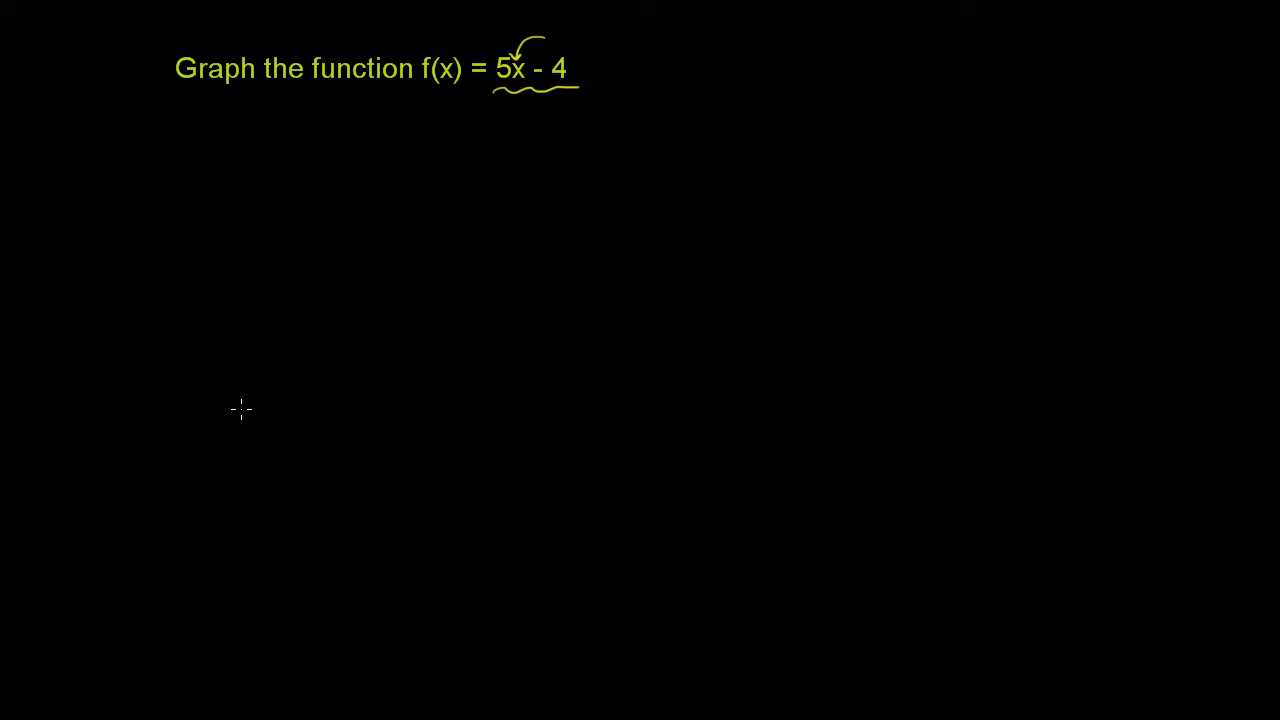 Graph the function f(x) = 5x - 4